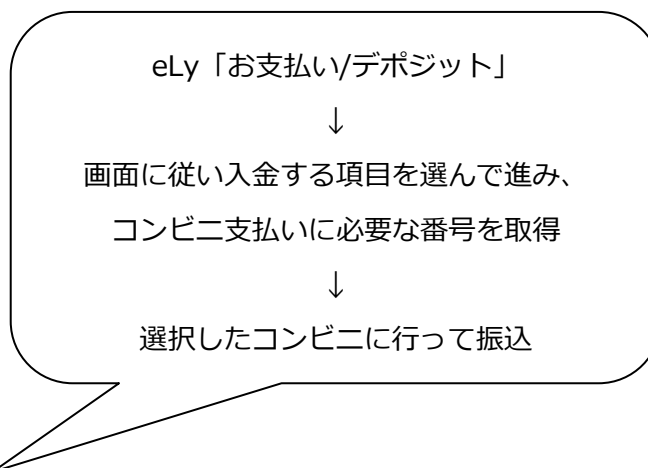 eLy「お支払い/デポジット」
↓
画面に従い入金する項目を選んで進み、
コンビニ支払いに必要な番号を取得
↓
選択したコンビニに行って振込